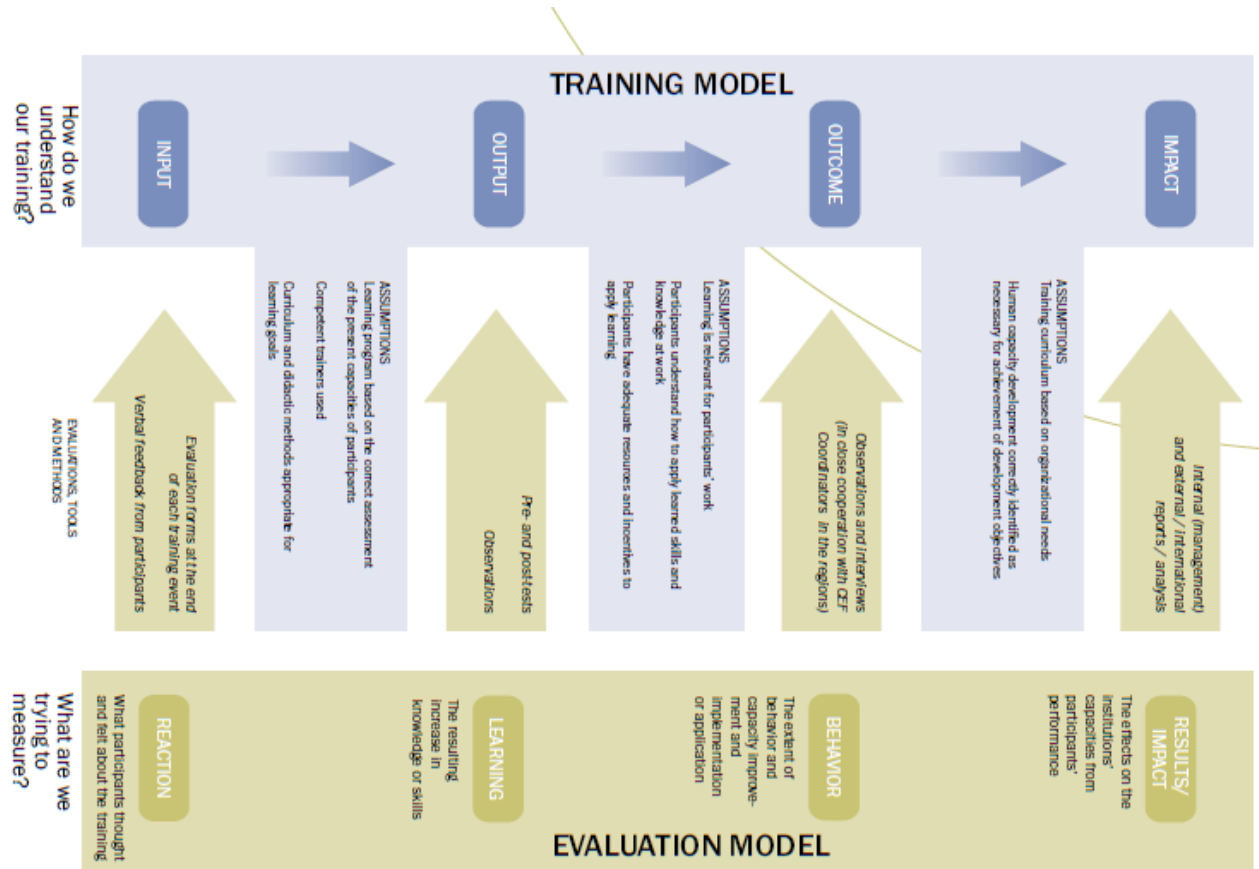 TRAINING MODEL
How do we
understand
our training?
INPUT
OUTPUT
OUTCOME
IMPACT
ASSUMPTIONS
Learning program based on the correct assessment
of the present capacities of participants
Competent trainers used
Curriculum and didactic methods appropriate for
learning goals
ASSUMPTIONS
Learning is relevant for participants' work
Participants understand how to apply learned skills and
knowledge at work
Participants have adequate resources and incentives to
apply learning
ASSUMPTIONS
Training curriculum based on organizational needs
Human capacity development correctly identified as
necessary for achievement of development objectives
EVALUATIONS, TOOLS
AND METHODS
Evaluation forms at the end
of each training event
Verbal feedback from participants
Pre- and post-tests
Observations
Observations and interviews
(in close cooperation with CEF
Coordinators in the regions)
Internal (management)
and external / international
reports / analysis
What are we
trying to
measure?
REACTION
What participants thought
and felt about the training
LEARNING
The resulting
increase in
knowledge or skills
BEHAVIOR
The extent of
behavior and
capacity improve-
ment and
implementation
or application
RESULTS/
IMPACT
The effects on the
institutions'
capacities from
participants'
performance
EVALUATION MODEL